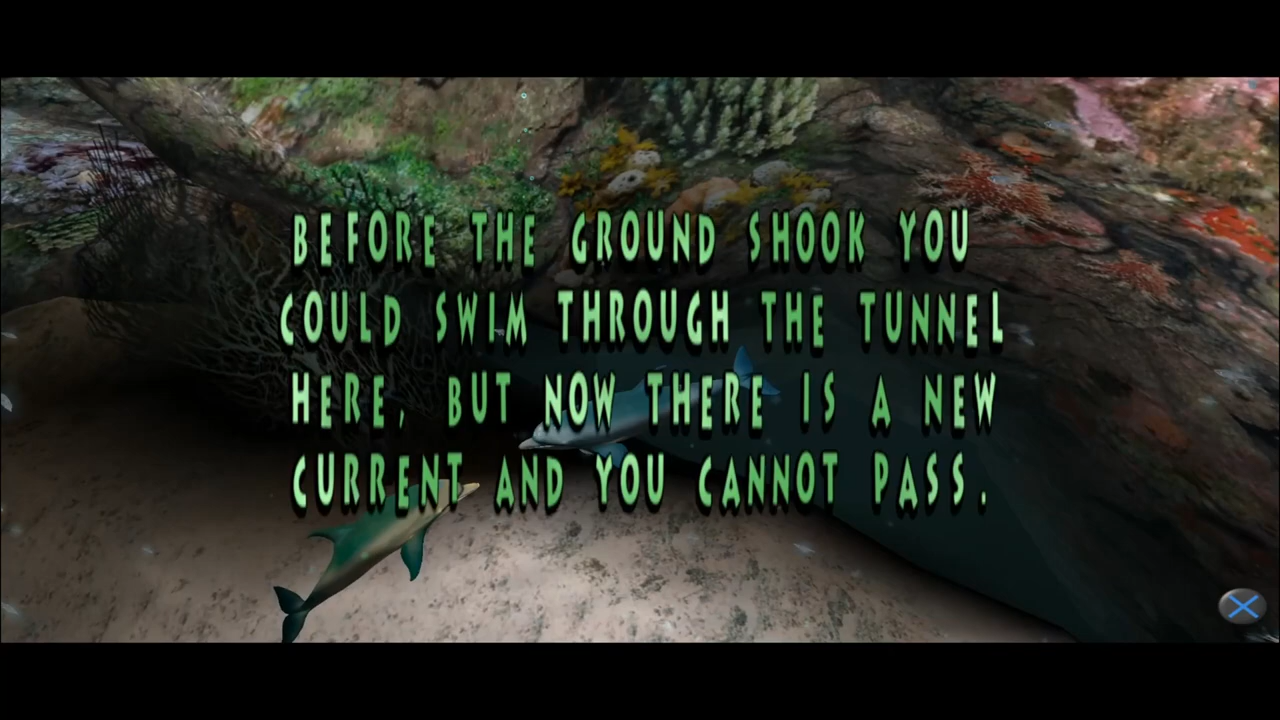 BEFORE THE GROUND SHOOK YOU
COULD SWIM THROUGH THE TUNNEL
HERE, BUT NOW THERE IS A NEW
CURRENT AND YOU CANNOT PASS.